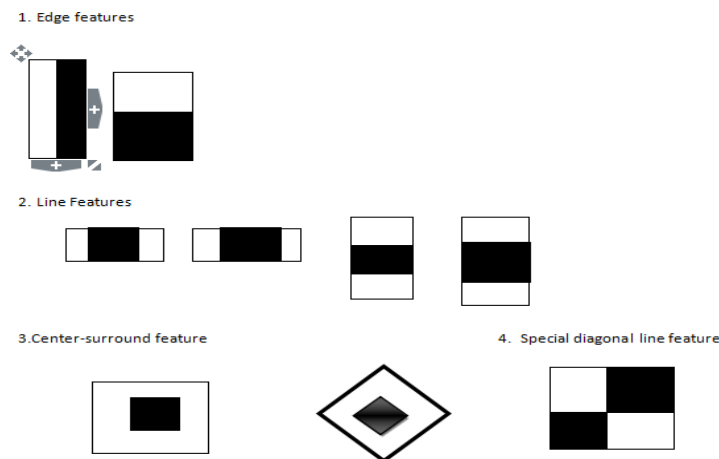 1. Edge features
2. Line Features
3.Center-surround feature
4. Special diagonal line feature